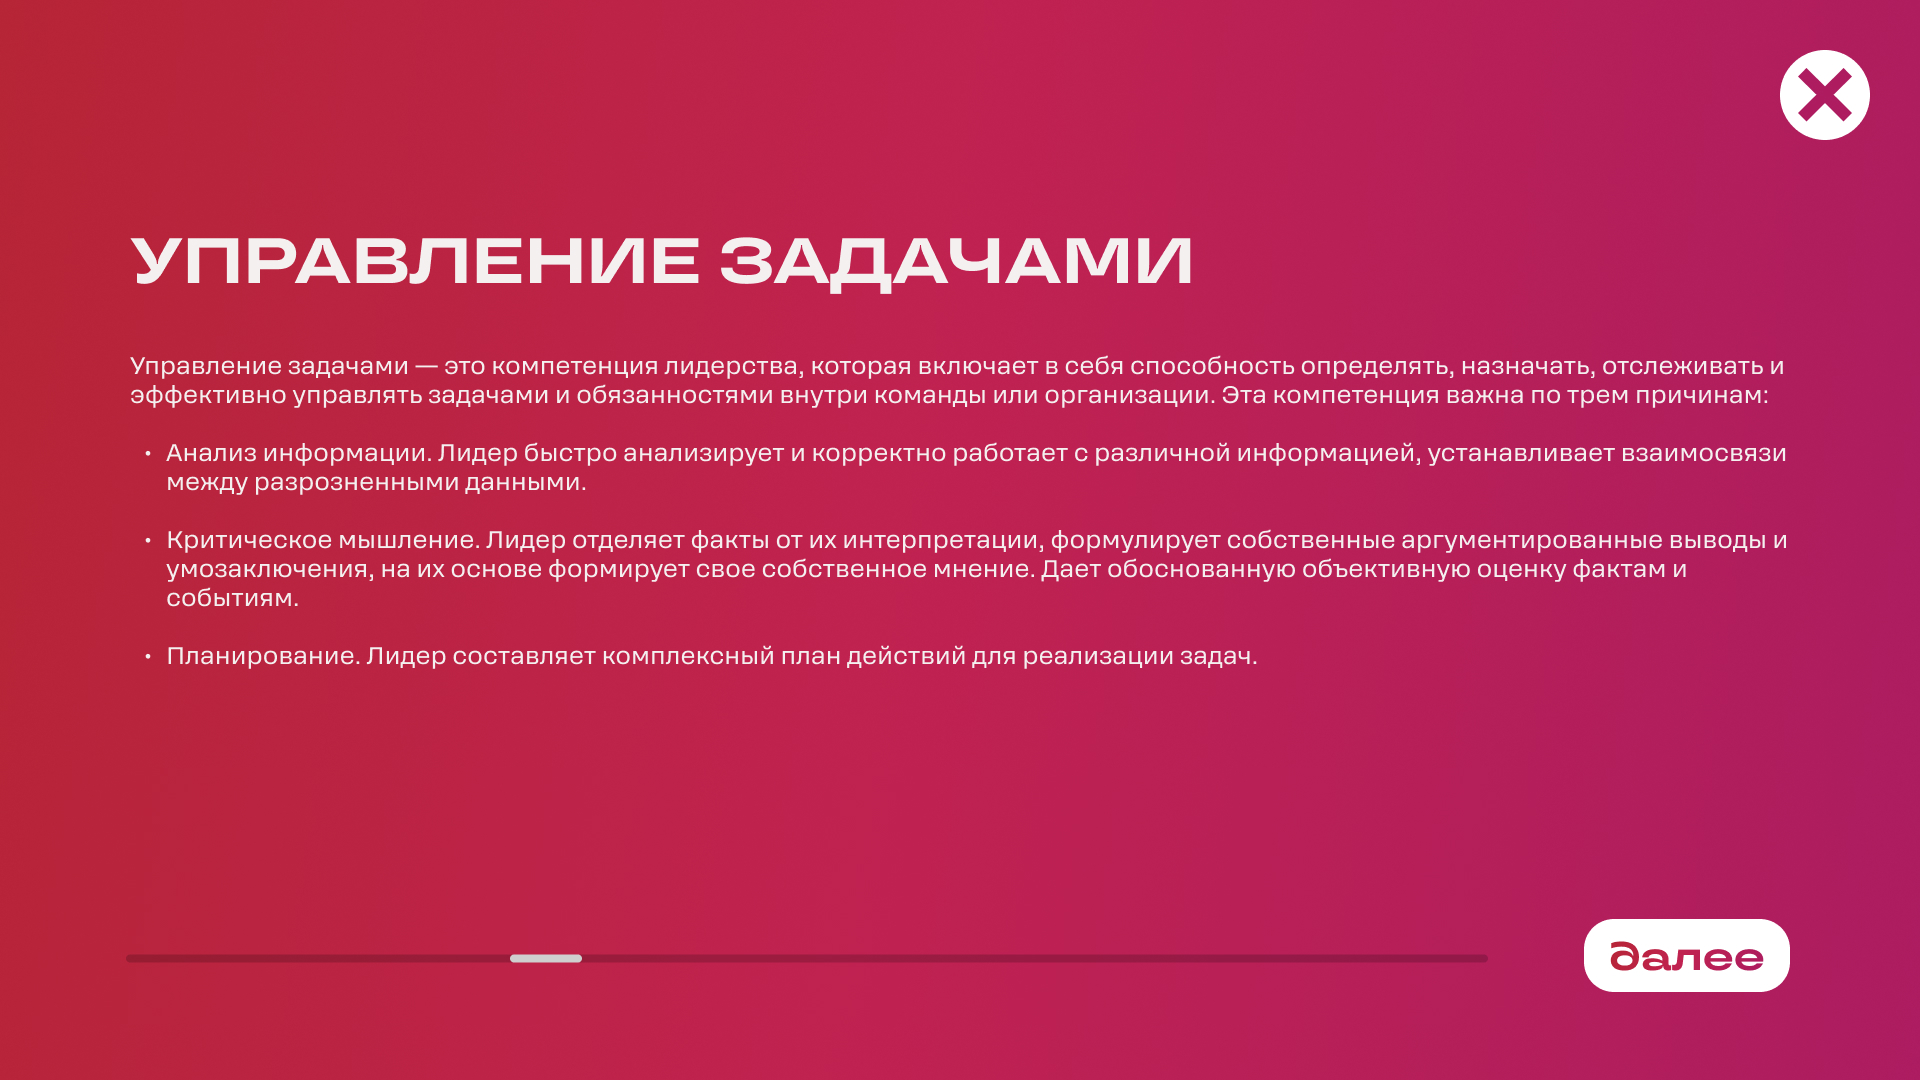 УПРАВЛЕНИЕ ЗАДАЧАМИ
Управление задачами — это компетенция лидерства, которая включает в себя способность определять, назначать, отслеживать и
эффективно управлять задачами и обязанностями внутри команды или организации. Эта компетенция важна по трем причинам:
• Анализ информации. Лидер быстро анализирует и корректно работает с различной информацией, устанавливает взаимосвязи
между разрозненными данными.
• Критическое мышление. Лидер отделяет факты от их интерпретации, формулирует собственные аргументированные выводы и
умозаключения, на их основе формирует свое собственное мнение. Дает обоснованную объективную оценку фактам и
событиям.
• Планирование. Лидер составляет комплексный план действий для реализации задач.
далее